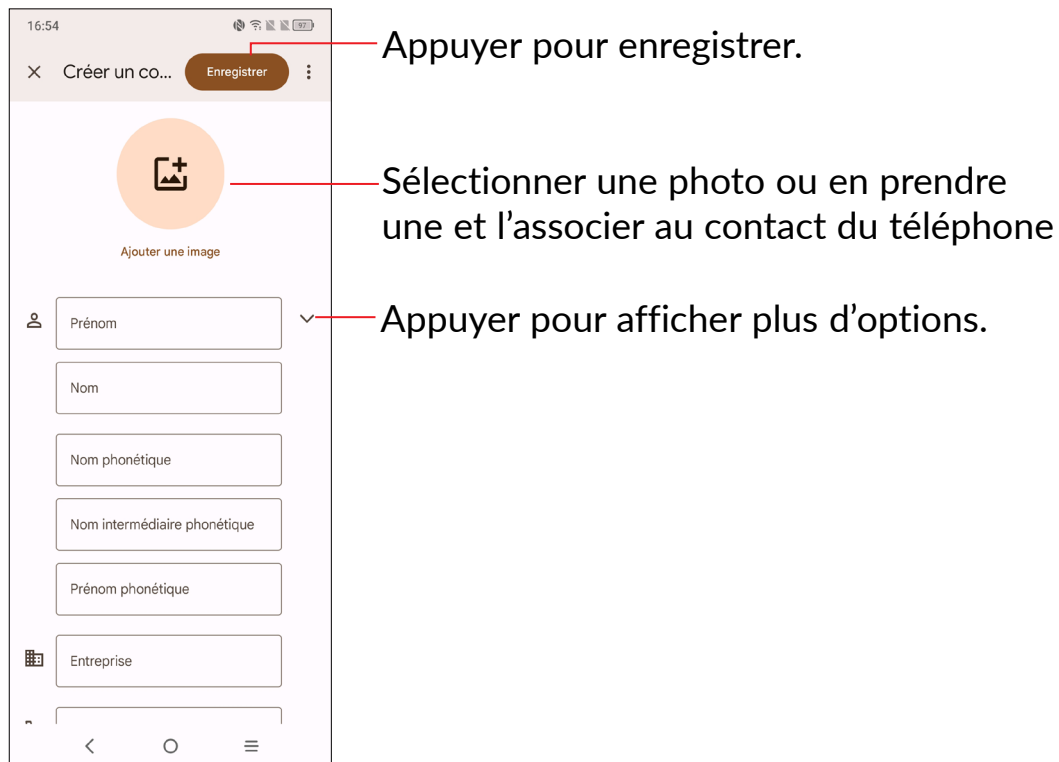 16:54
97
Créer un co...
Enregistrer
Appuyer pour enregistrer.
Ajouter une image
Sélectionner une photo ou en prendre
une et l’associer au contact du téléphone
Prénom
Appuyer pour afficher plus d’options.
Nom
Nom phonétique
Nom intermédiaire phonétique
Prénom phonétique
Entreprise